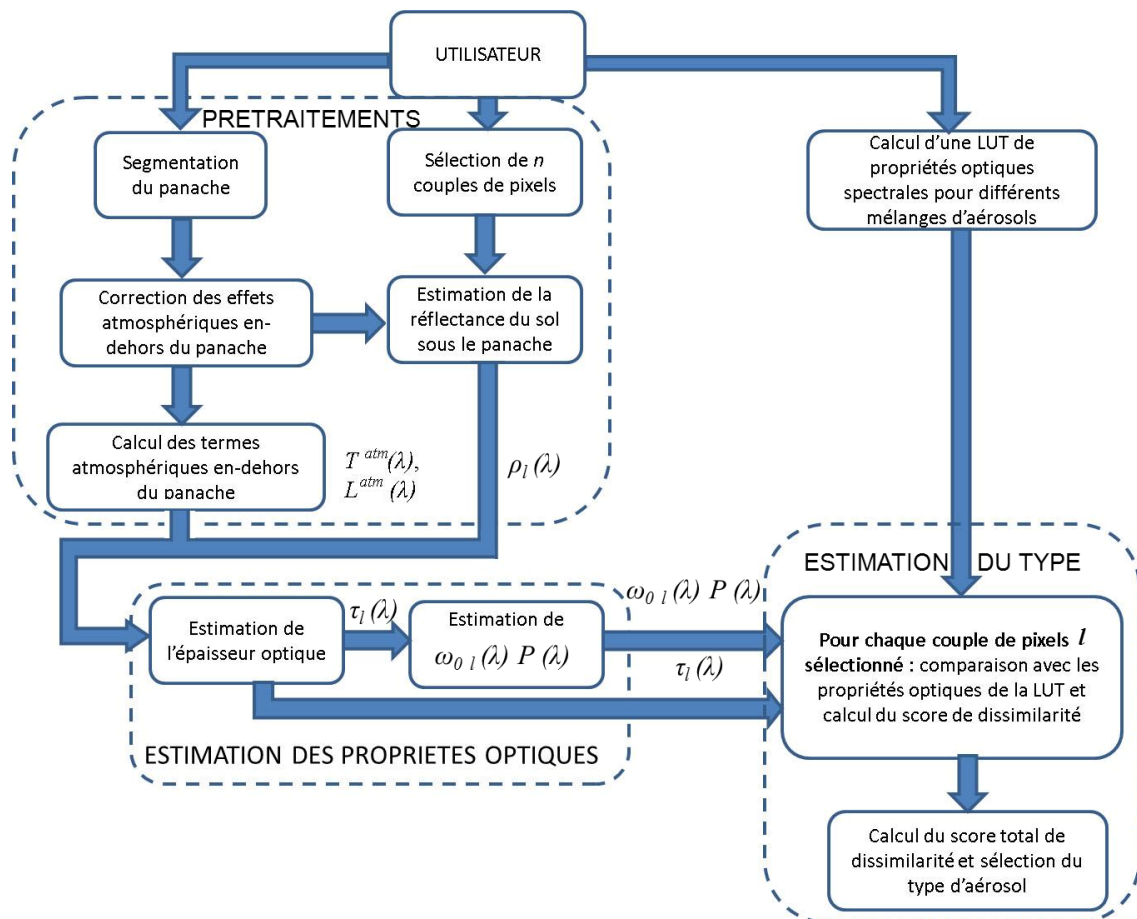 UTILISATEUR
PRETRAITEMENTS
Segmentation
du panache
Sélection de n
couples de pixels
Calcul d'une LUT de
propriétés optiques
spectrales pour différents
mélanges d'aérosols
Correction des effets
atmosphériques en-
dehors du panache
Estimation de la
réflectance du sol
sous le panache
Calcul des termes
atmosphériques en-dehors
du panache
T atm(λ),
L atm (λ)
ρl(λ)
ESTIMATION DU TYPE
Estimation de
l'épaisseur optique
τl(λ)
Estimation de
ω0 l(λ) P(λ)
ω0 l(λ) P(λ)
τl(λ)
Pour chaque couple de pixels l
sélectionné : comparaison avec les
propriétés optiques de la LUT et
calcul du score de dissimilarité
ESTIMATION DES PROPRIETES OPTIQUES
Calcul du score total de
dissimilarité et sélection du
type d'aérosol